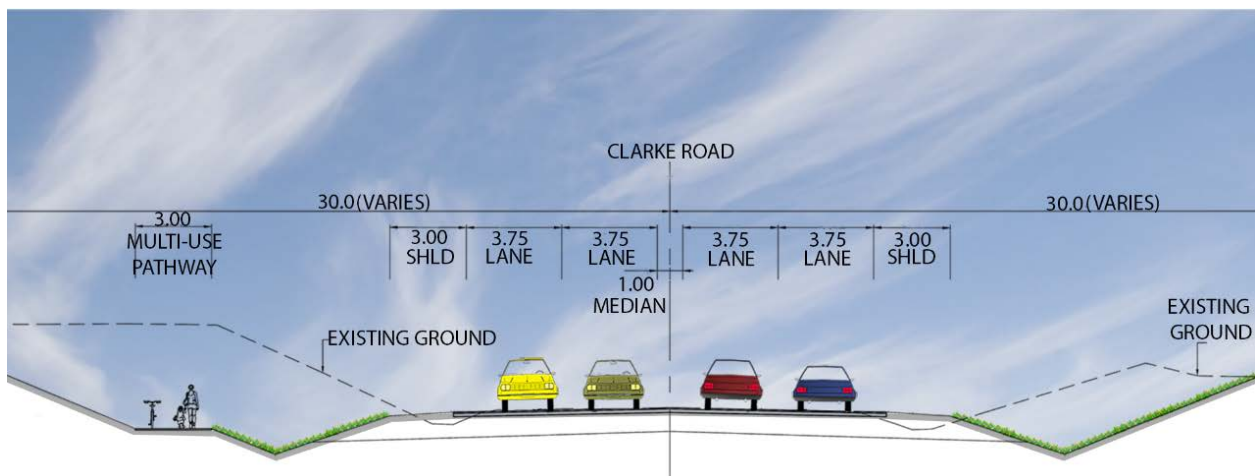 CLARKE ROAD
30.0(VARIES)
30.0(VARIES)
3.00
MULTI-USE
PATHWAY
3.00
SHLD
3.75
LANE
3.75
LANE
1.00
MEDIAN
3.75
LANE
3.75
LANE
3.00
SHLD
EXISTING GROUND
EXISTING
GROUND